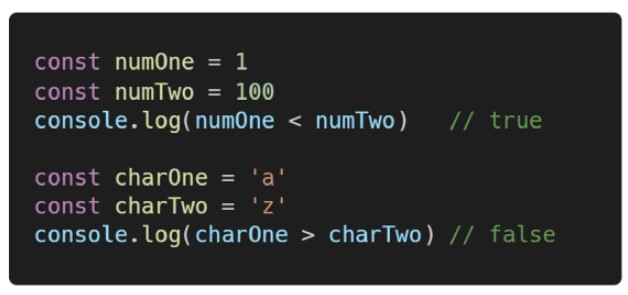 const numOne = 1
const numTwo = 100
console.log(numOne < numTwo)   // true
const charOne = 'a'
const charTwo = 'z'
console.log(charOne > charTwo) // false